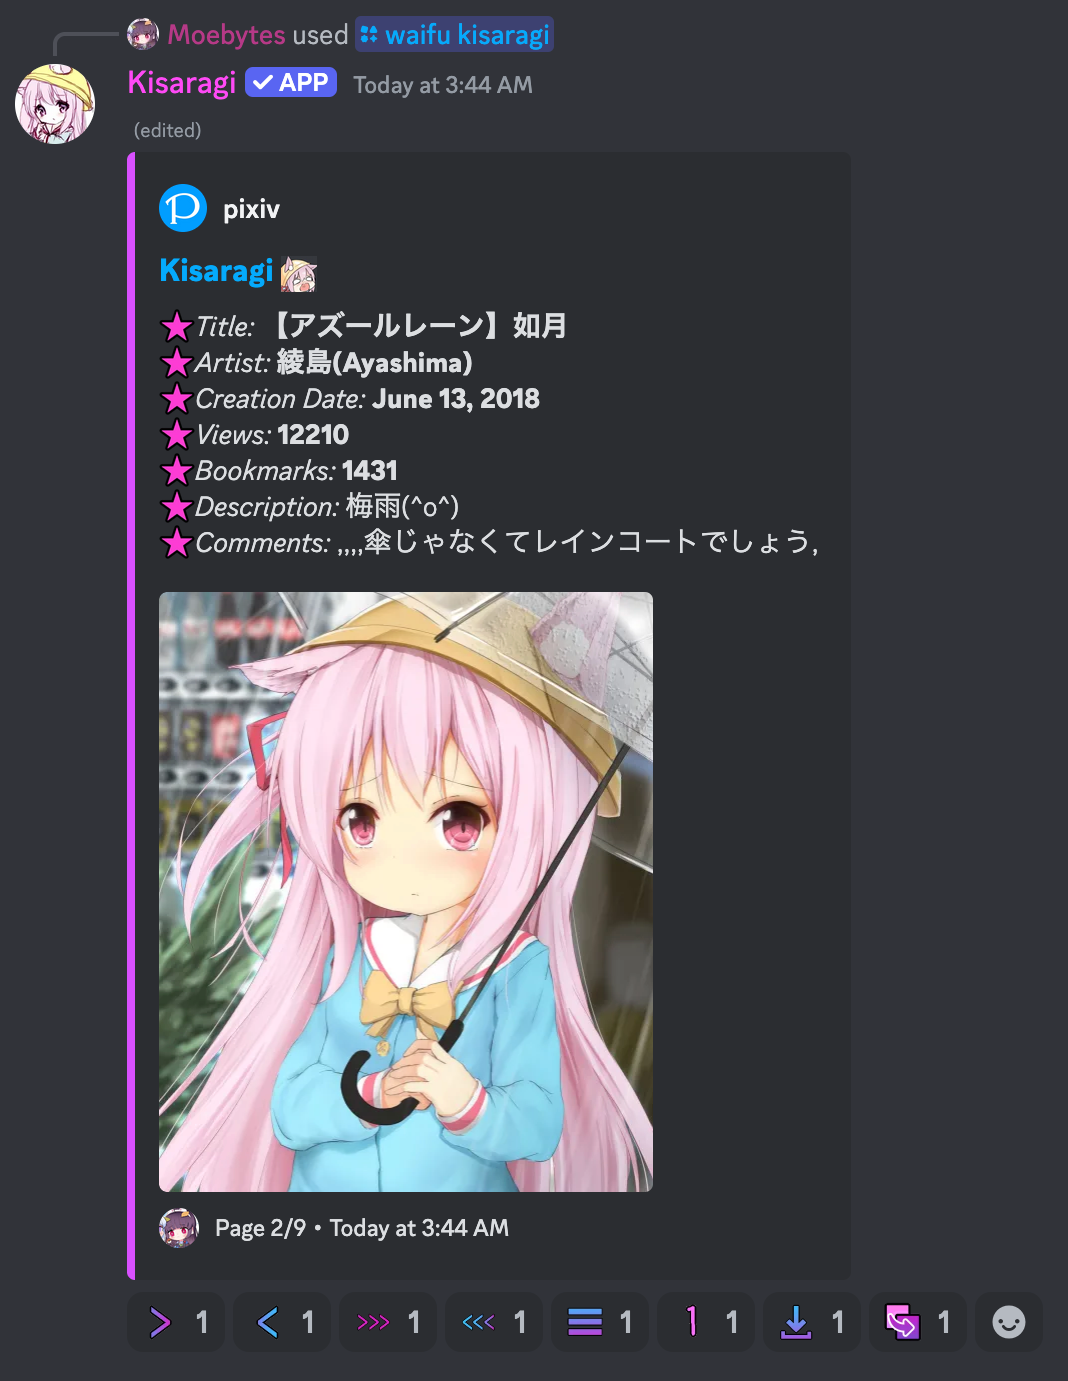 Moebytes used waifu kisaragi
Kisaragi APP Today at 3:44 AM
(edited)
pixiv
Kisaragi
Title: 【アズールレーン】如月
Artist: 綾島(Ayashima)
Creation Date: June 13, 2018
Views: 12210
Bookmarks: 1431
Description: 梅雨(^o^)
Comments: ,,,,傘じゃなくてレインコートでしょう,
Page 2/9 • Today at 3:44 AM
> 1 < 1 >>> 1 <<< 1 1 1 1 1 1